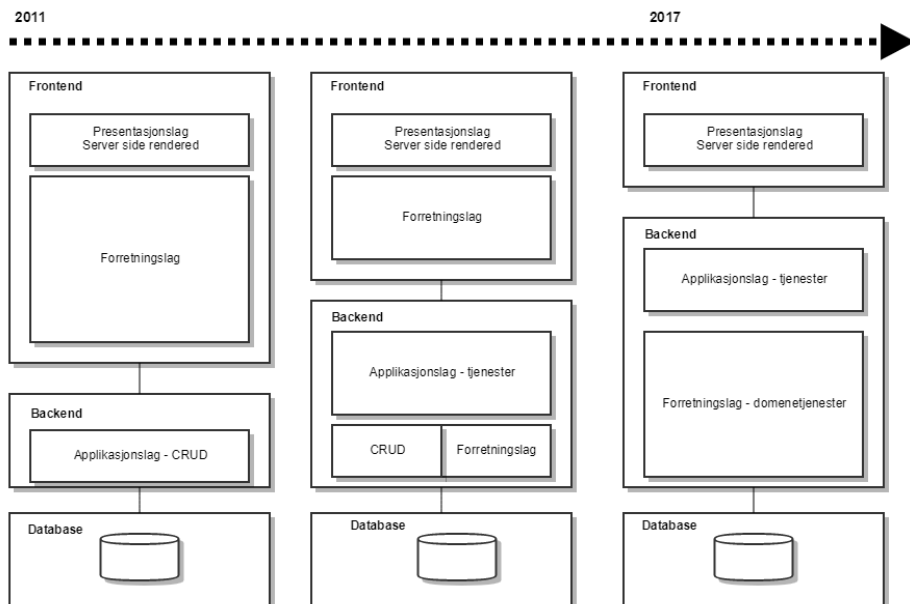 2011
2017
Frontend
Presentasjonslag
Server side rendered
Forretningslag
Backend
Applikasjonslag - CRUD
Database
Frontend
Presentasjonslag
Server side rendered
Forretningslag
Backend
Applikasjonslag - tjenester
CRUD
Forretningslag
Database
Frontend
Presentasjonslag
Server side rendered
Backend
Applikasjonslag - tjenester
Forretningslag - domenetjenester
Database